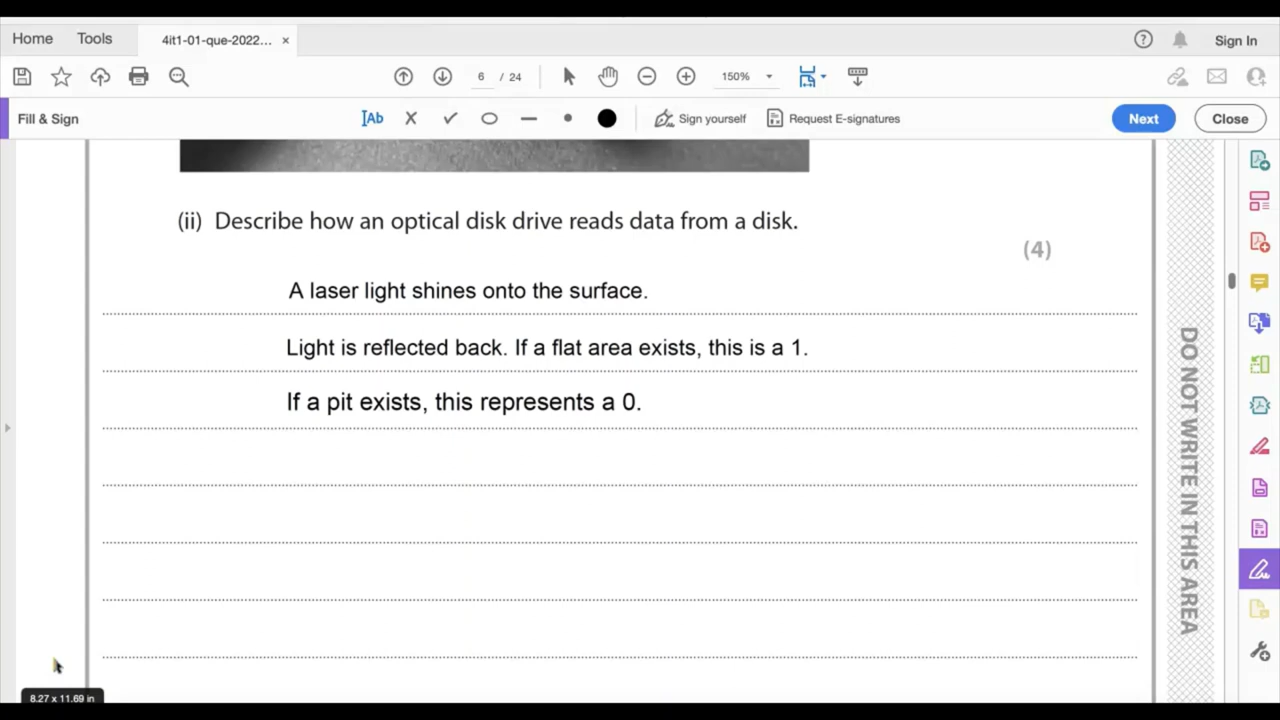 Home Tools 4it1-01-que-2022... ×
Sign In
6 / 24 150%
Fill & Sign Ab Sign yourself Request E-signatures Next Close
(ii) Describe how an optical disk drive reads data from a disk.
(4)
A laser light shines onto the surface.
Light is reflected back. If a flat area exists, this is a 1.
If a pit exists, this represents a 0.
DO NOT WRITE IN THIS AREA
8.27 x 11.69 in